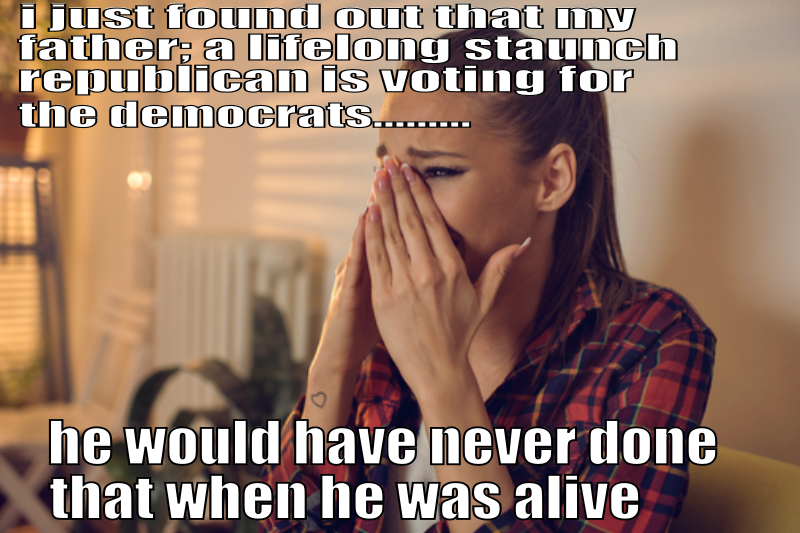 i just found out that my
father; a lifelong staunch
republican is voting for
the democrats.........
he would have never done
that when he was alive